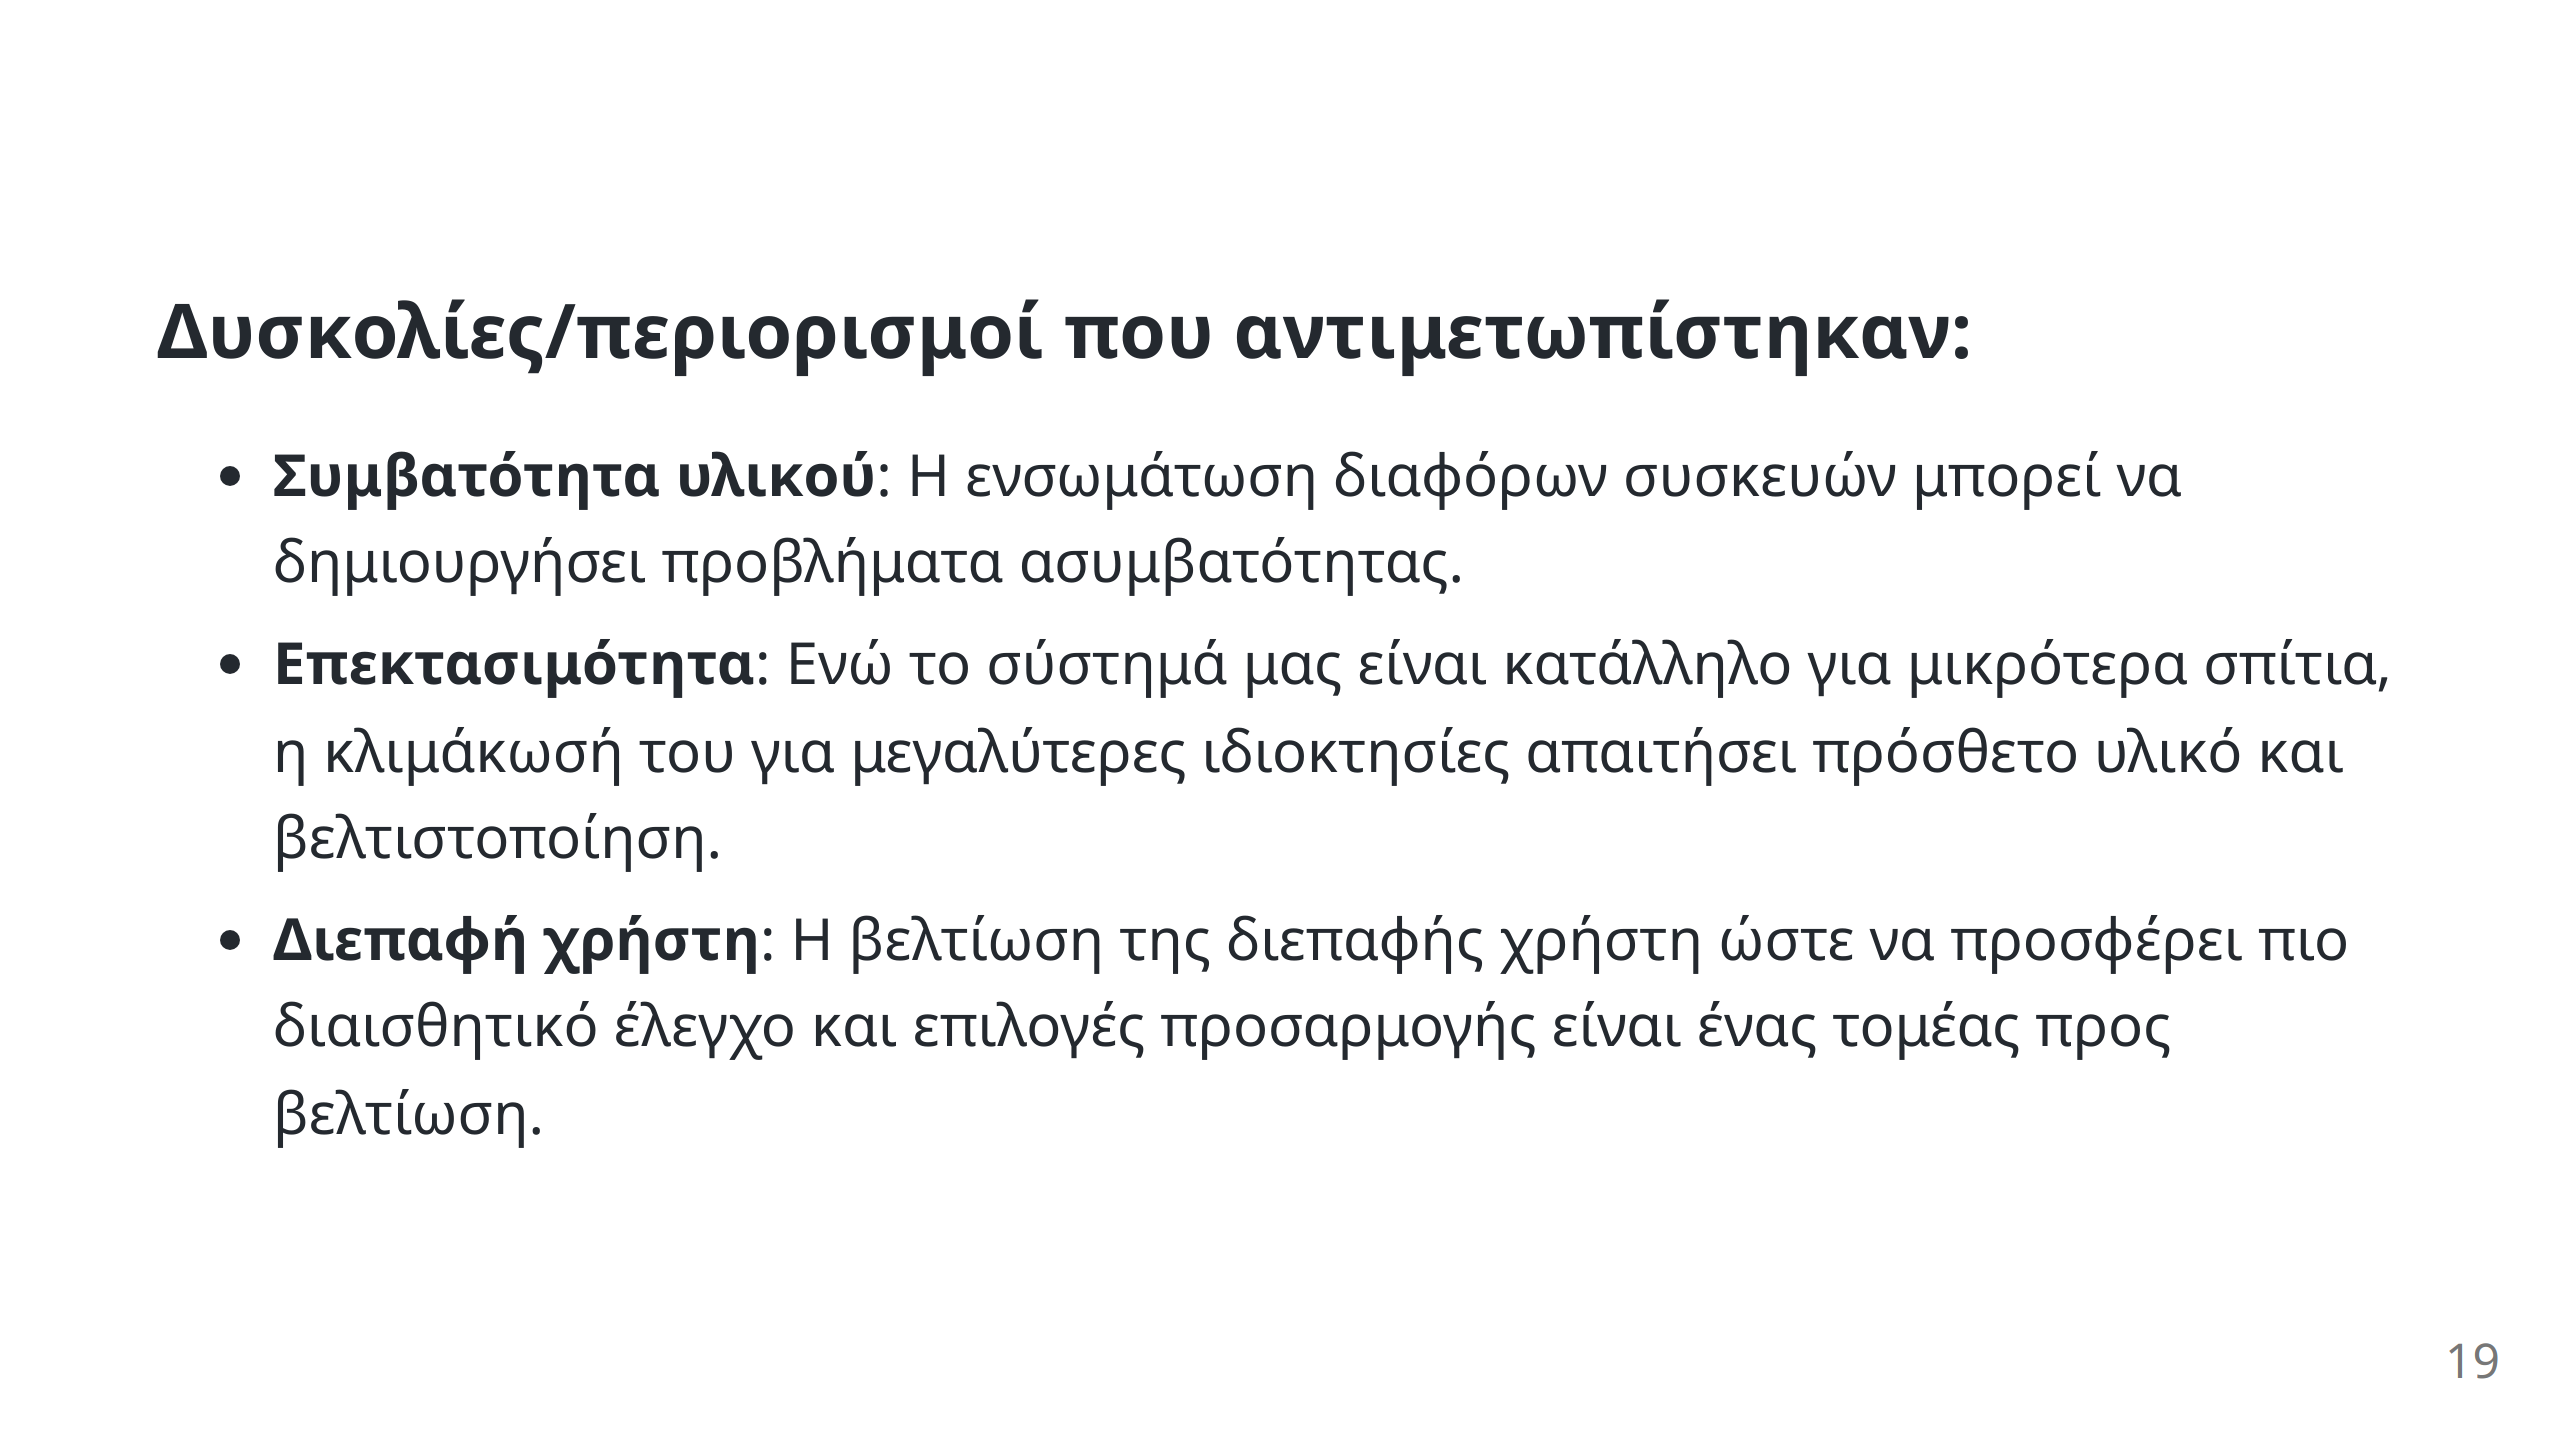 Δυσκολίες/περιορισμοί που αντιμετωπίστηκαν:
• Συμβατότητα υλικού: Η ενσωμάτωση διαφόρων συσκευών μπορεί να
δημιουργήσει προβλήματα ασυμβατότητας.
• Επεκτασιμότητα: Ενώ το σύστημά μας είναι κατάλληλο για μικρότερα σπίτια,
η κλιμάκωσή του για μεγαλύτερες ιδιοκτησίες απαιτήσει πρόσθετο υλικό και
βελτιστοποίηση.
• Διεπαφή χρήστη: Η βελτίωση της διεπαφής χρήστη ώστε να προσφέρει πιο
διαισθητικό έλεγχο και επιλογές προσαρμογής είναι ένας τομέας προς
βελτίωση.
19